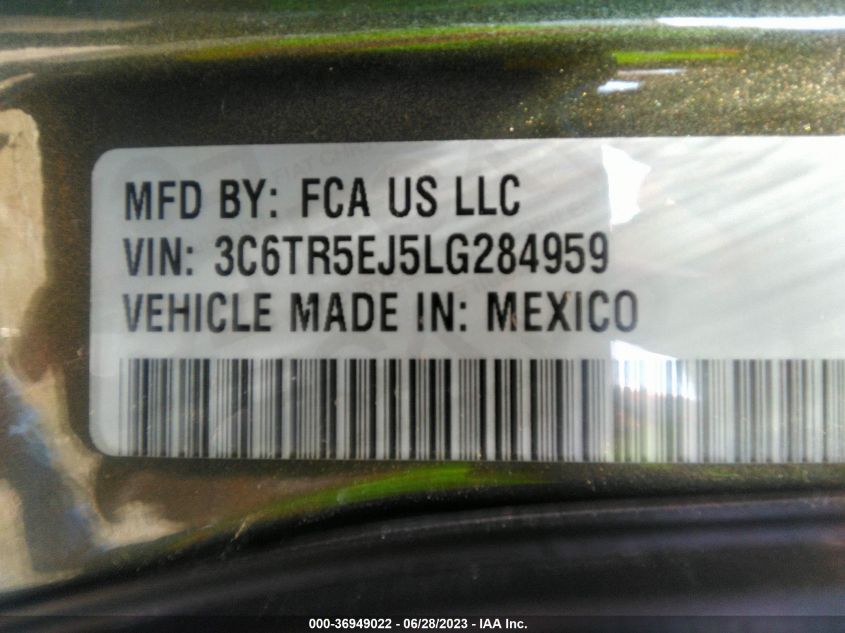 MFD BY: FCA US LLC
VIN: 3C6TR5EJ5LG284959
VEHICLE MADE IN: MEXICO
000-36949022 - 06/28/2023 - IAA Inc.